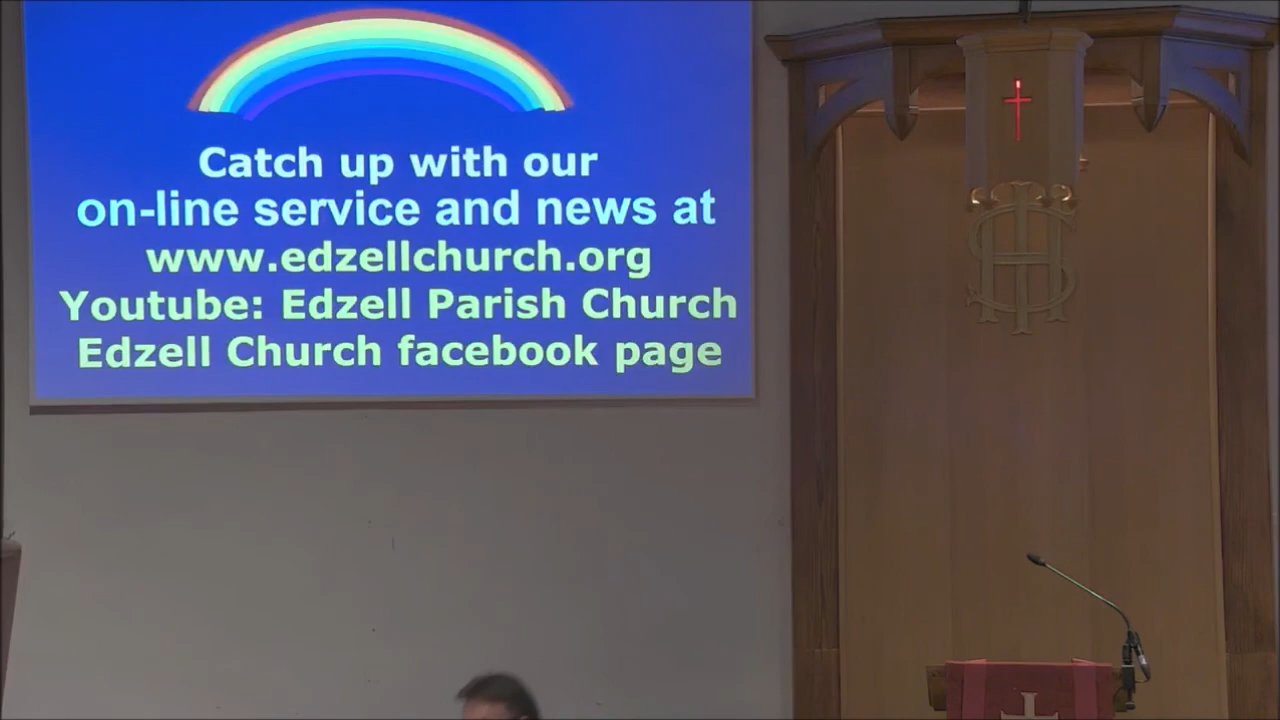 Catch up with our
on-line service and news at
www.edzellchurch.org
Youtube: Edzell Parish Church
Edzell Church facebook page
IHS